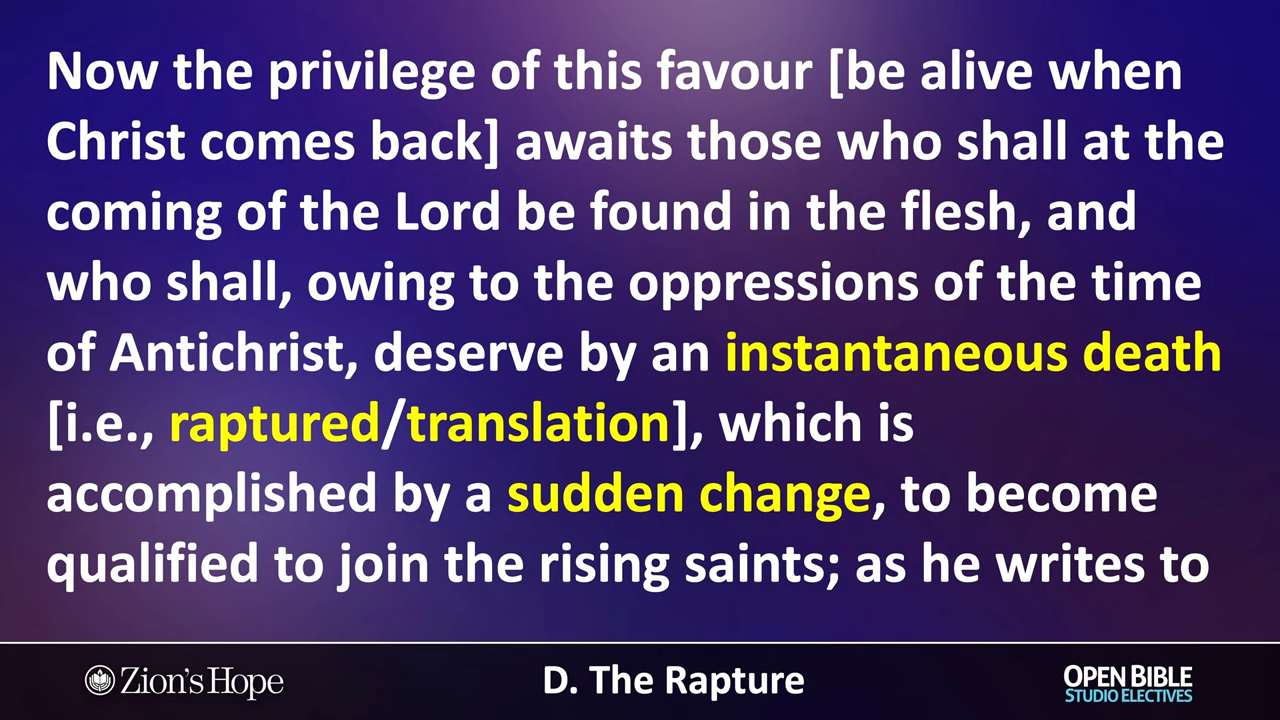 Now the privilege of this favour [be alive when
Christ comes back] awaits those who shall at the
coming of the Lord be found in the flesh, and
who shall, owing to the oppressions of the time
of Antichrist, deserve by an instantaneous death
[i.e., raptured/translation], which is
accomplished by a sudden change, to become
qualified to join the rising saints; as he writes to
Zion's Hope
D. The Rapture
OPEN BIBLE
STUDIO ELECTIVES